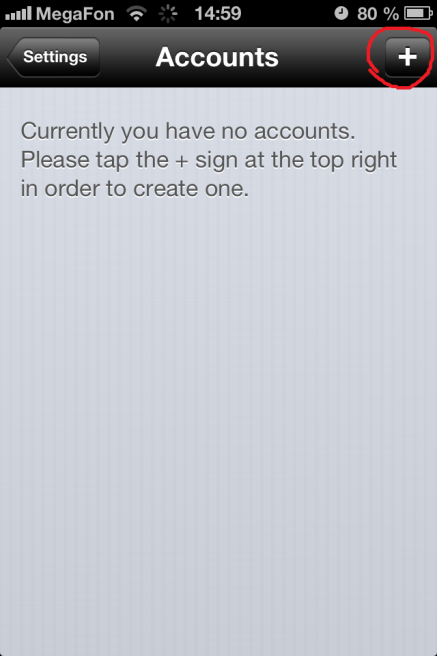 MegaFon 14:59 80 %
Settings Accounts +
Currently you have no accounts.
Please tap the + sign at the top right
in order to create one.